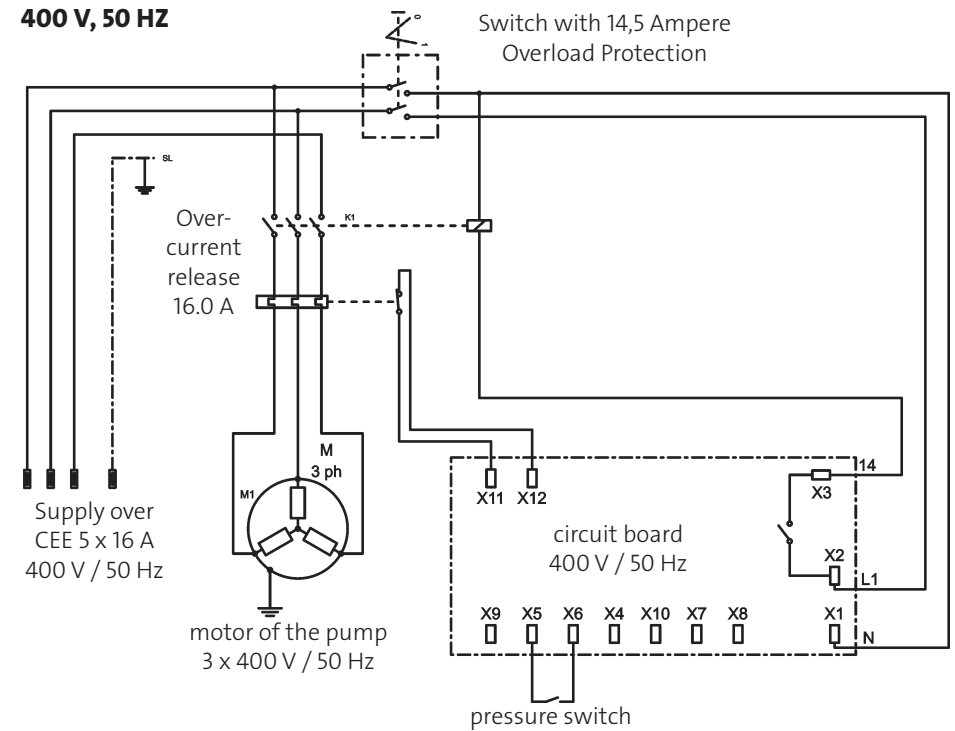 400 V, 50 HZ
Switch with 14,5 Ampere
Overload Protection
0
SL
K1
Over-
current
release
16.0 A
M
3 ph
M1
Supply over
CEE 5 x 16 A
400 V / 50 Hz
motor of the pump
3 x 400 V / 50 Hz
X11 X12
circuit board
400 V / 50 Hz
14
X3
X2
L1
X9 X5 X6 X4 X10 X7 X8 X1
N
pressure switch